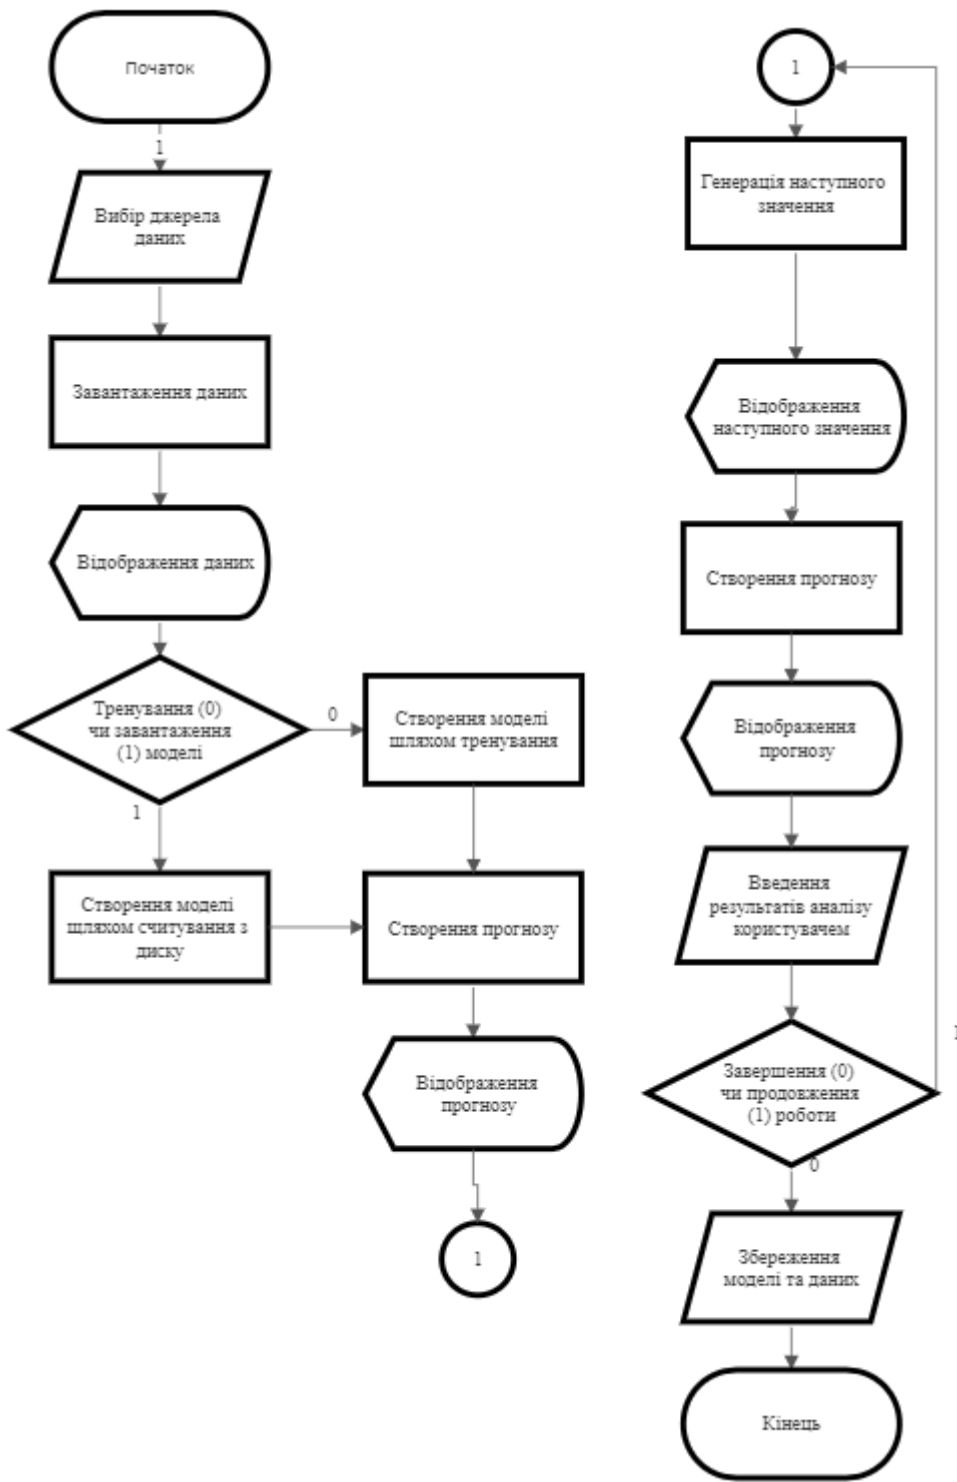 Початок
1
Вибір джерела
даних
Завантаження даних
Відображення даних
Тренування (0)
чи завантаження
(1) моделі
0
1
Створення моделі
шляхом тренування
Створення моделі
щляхом считування з
диску
Створення прогнозу
Відображення
прогнозу
1
1
Генерація наступного
значення
Відображення
наступного значення
Створення прогнозу
Відображення
прогнозу
Введення
результатів аналізу
користувачем
Завершення (0)
чи продовження
(1) роботи
1
0
Збереження
моделі та даних
Кінець